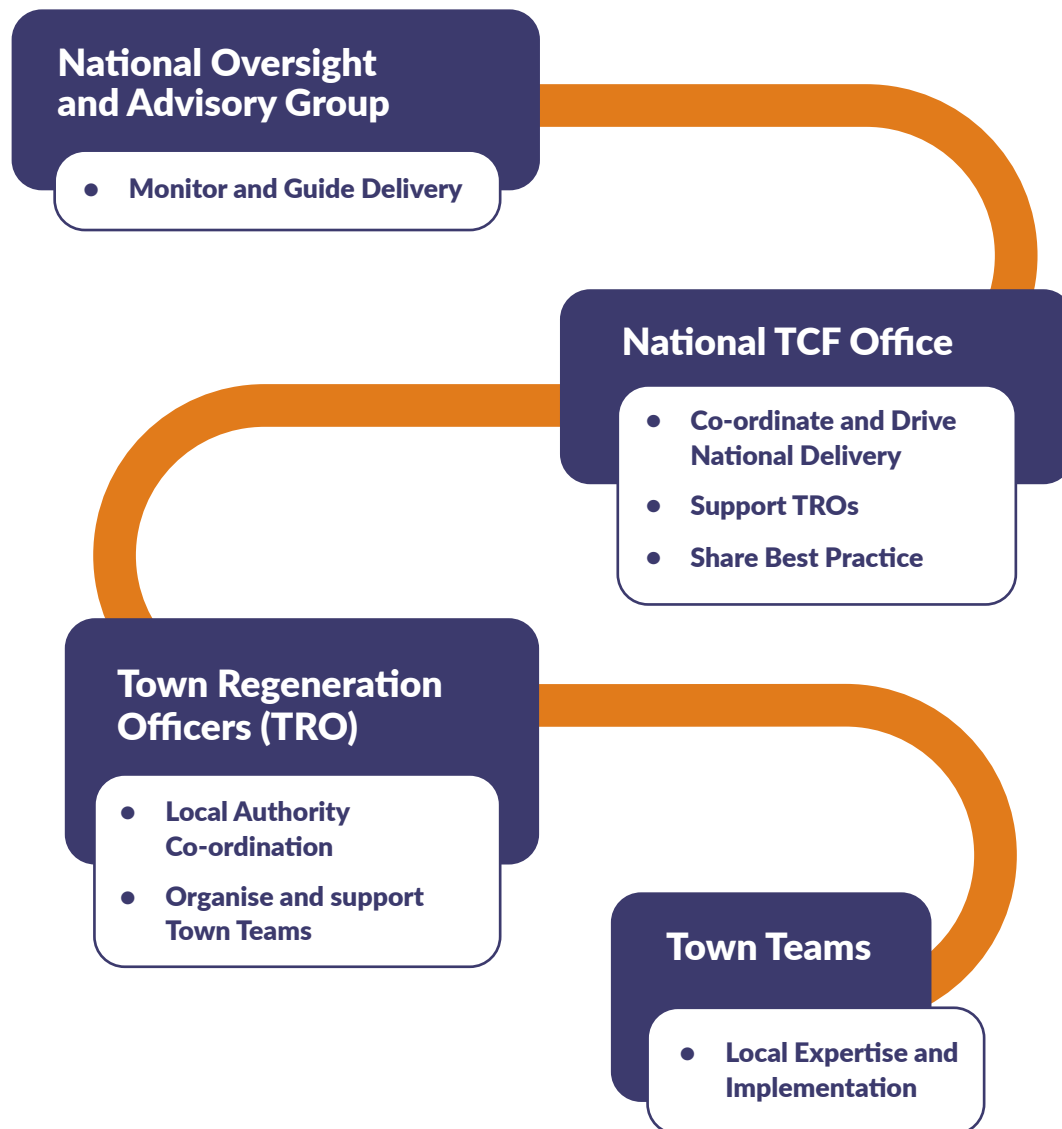 National Oversight
and Advisory Group
● Monitor and Guide Delivery
National TCF Office
● Co-ordinate and Drive
National Delivery
● Support TROs
● Share Best Practice
Town Regeneration
Officers (TRO)
● Local Authority
Co-ordination
● Organise and support
Town Teams
Town Teams
● Local Expertise and
Implementation